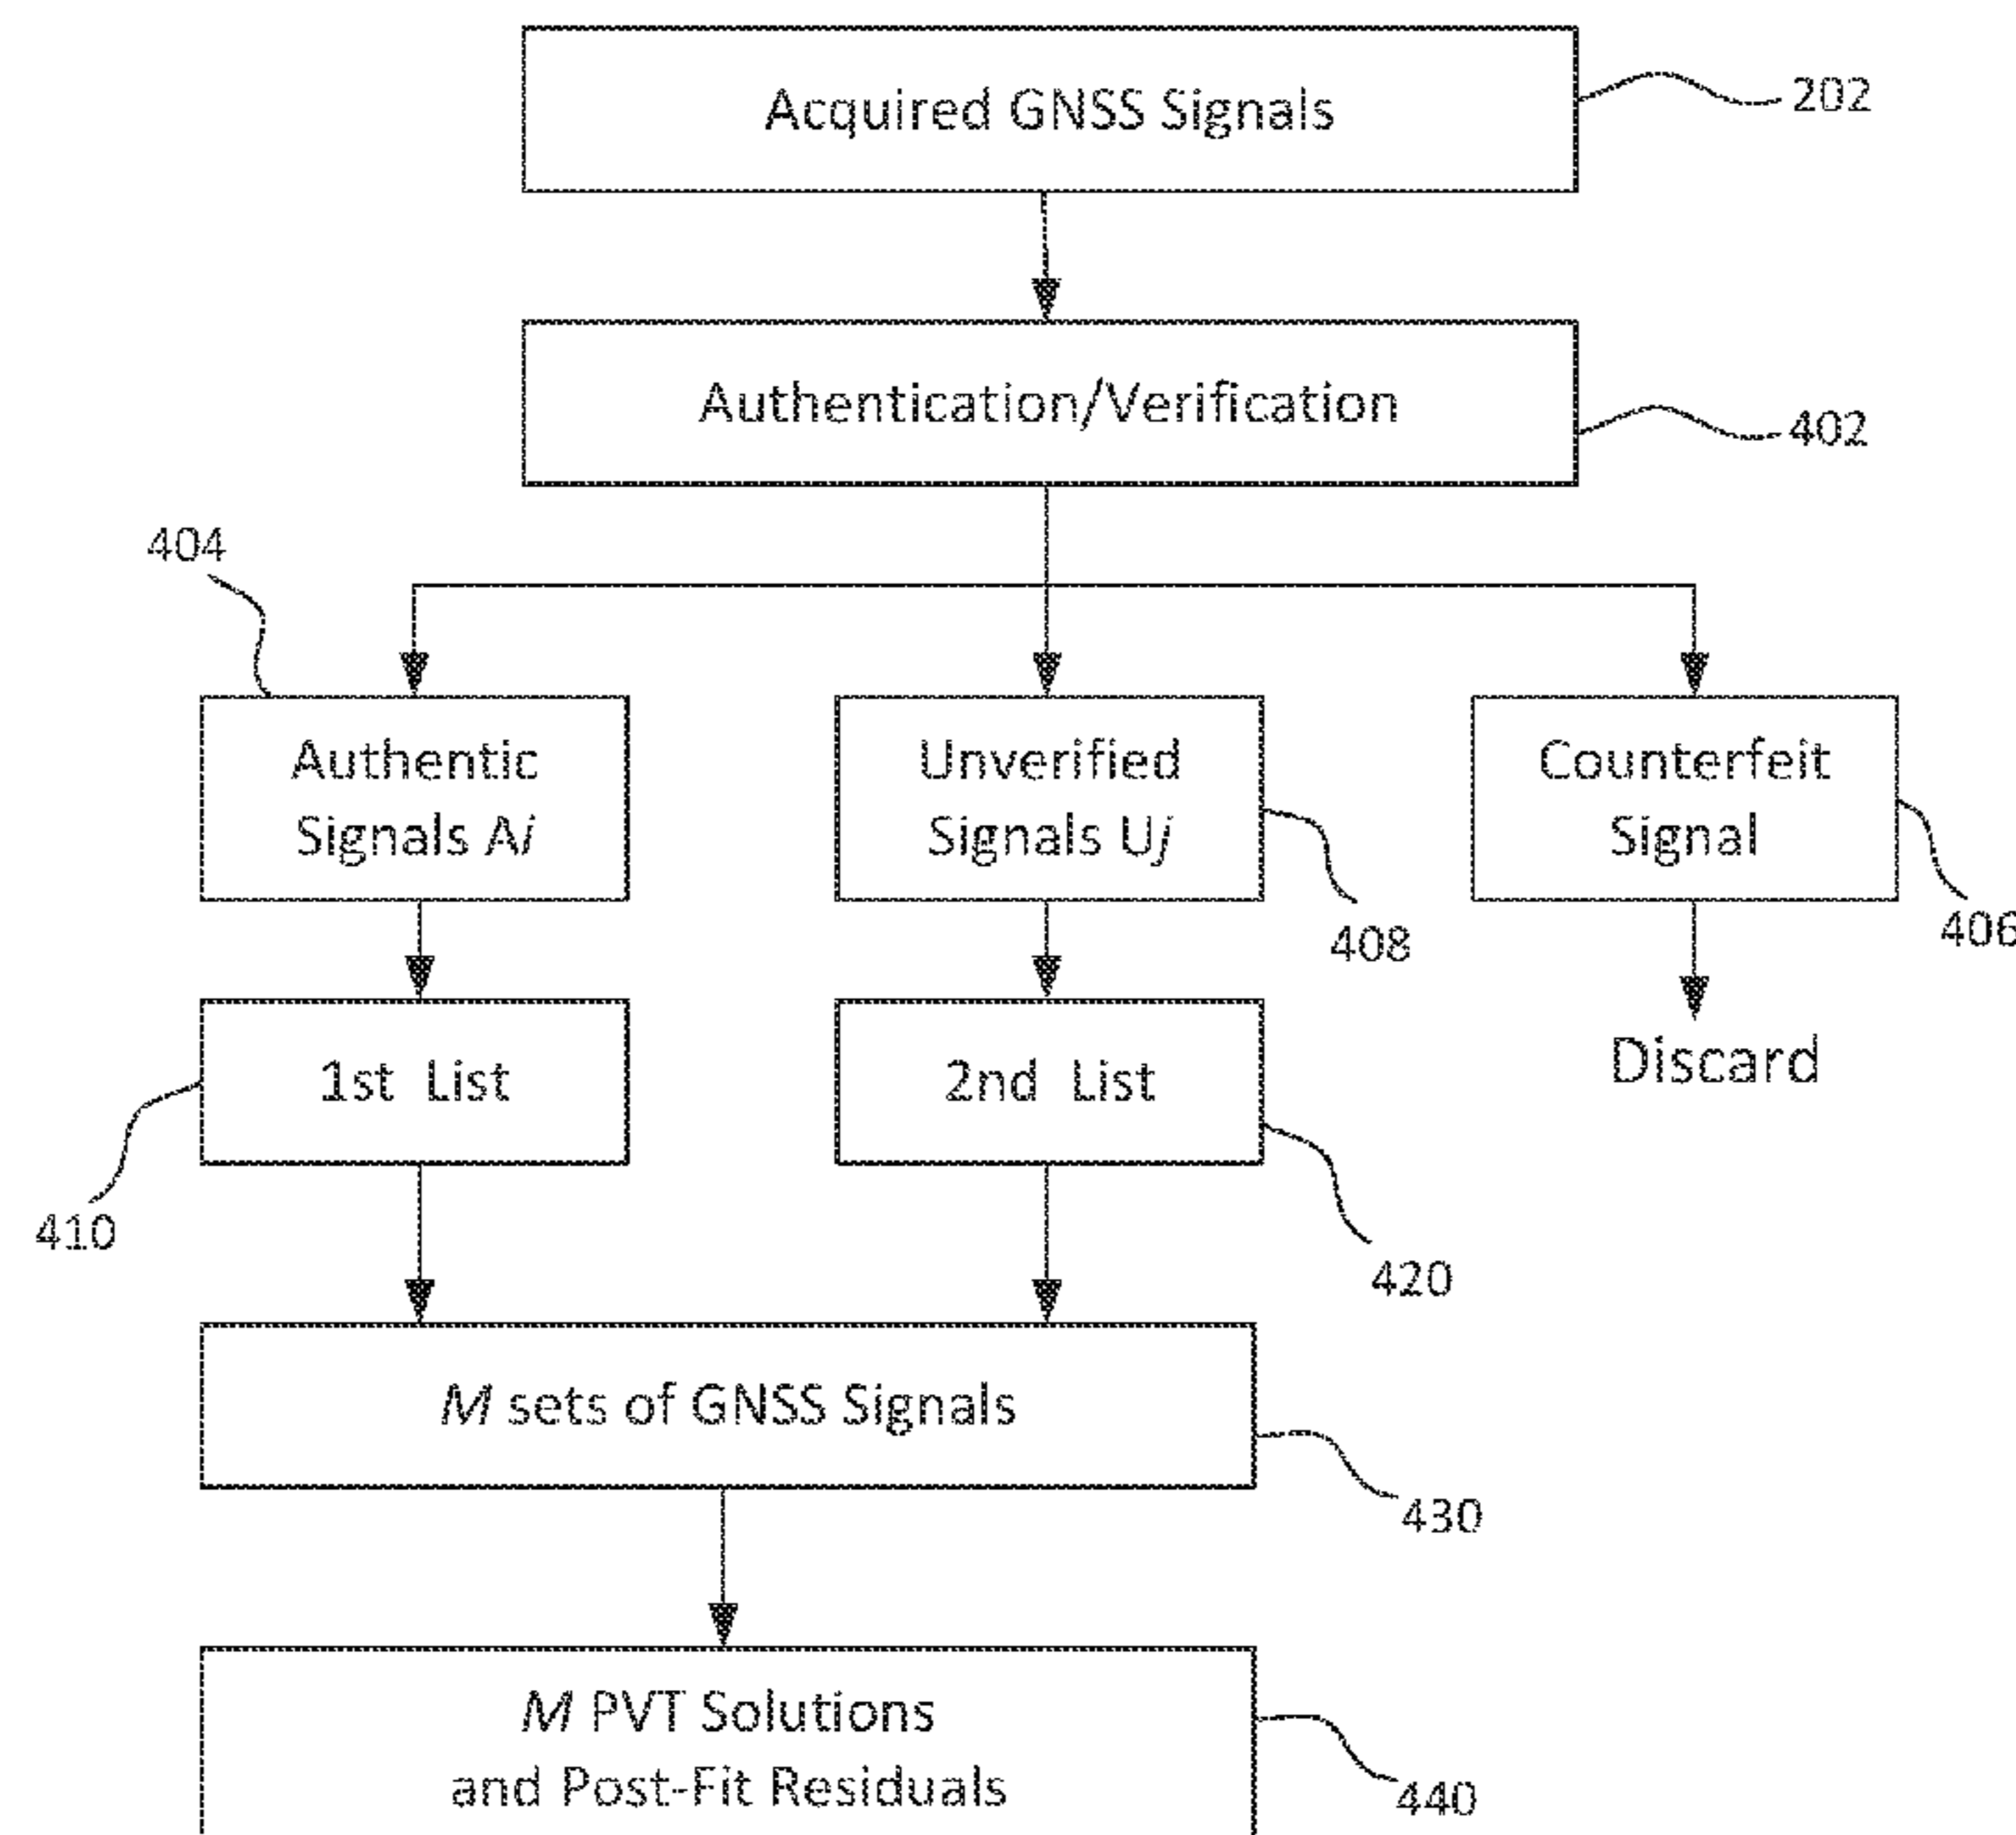 Acquired GNSS Signals
202
Authentication/Verification
402
404
Authentic
Signals Ai
Unverified
Signals Uj
Counterfeit
Signal
408
406
1st List
2nd List
Discard
410
420
M sets of GNSS Signals
430
M PVT Solutions
and Post-Fit Residuals
440